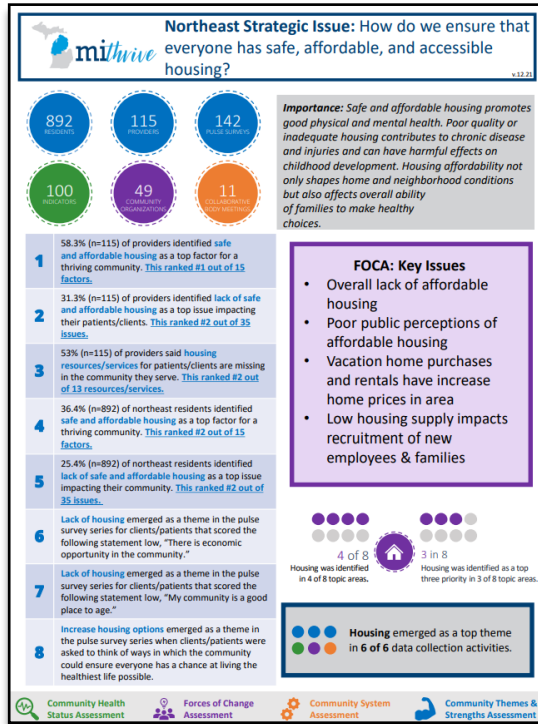 mithrive
Northeast Strategic Issue: How do we ensure that
everyone has safe, affordable, and accessible
housing?
v.12.21
892
RESIDENTS
115
PROVIDERS
142
PULSE SURVEYS
100
INDICATORS
49
COMMUNITY
ORGANIZATIONS
11
COLLABORATIVE
BODY MEETINGS
Importance: Safe and affordable housing promotes
good physical and mental health. Poor quality or
inadequate housing contributes to chronic disease
and injuries and can have harmful effects on
childhood development. Housing affordability not
only shapes home and neighborhood conditions
but also affects overall ability
of families to make healthy
choices.
1
58.3% (n=115) of providers identified safe
and affordable housing as a top factor for a
thriving community. This ranked #1 out of 15
factors.
2
31.3% (n=115) of providers identified lack of safe
and affordable housing as a top issue impacting
their patients/clients. This ranked #2 out of 35
issues.
3
53% (n=115) of providers said housing
resources/services for patients/clients are missing
in the community they serve. This ranked #2 out
of 13 resources/services.
4
36.4% (n=892) of northeast residents identified
safe and affordable housing as a top factor for a
thriving community. This ranked #2 out of 15
factors.
5
25.4% (n=892) of northeast residents identified
lack of safe and affordable housing as a top issue
impacting their community. This ranked #2 out of
35 issues.
6
Lack of housing emerged as a theme in the pulse
survey series for clients/patients that scored the
following statement low, "There is economic
opportunity in the community."
7
Lack of housing emerged as a theme in the pulse
survey series for clients/patients that scored the
following statement low, "My community is a good
place to age."
8
Increase housing options emerged as a theme in
the pulse survey series when clients/patients were
asked to think of ways in which the community
could ensure everyone has a chance at living the
healthiest life possible.
FOCA: Key Issues
• Overall lack of affordable
housing
• Poor public perceptions of
affordable housing
• Vacation home purchases
and rentals have increase
home prices in area
• Low housing supply impacts
recruitment of new
employees & families
4 of 8
Housing was identified
in 4 of 8 topic areas.
3 in 8
Housing was identified as a top
three priority in 3 of 8 topic areas.
Housing emerged as a top theme
in 6 of 6 data collection activities.
Community Health
Status Assessment
Forces of Change
Assessment
Community System
Assessment
Community Themes &
Strengths Assessment